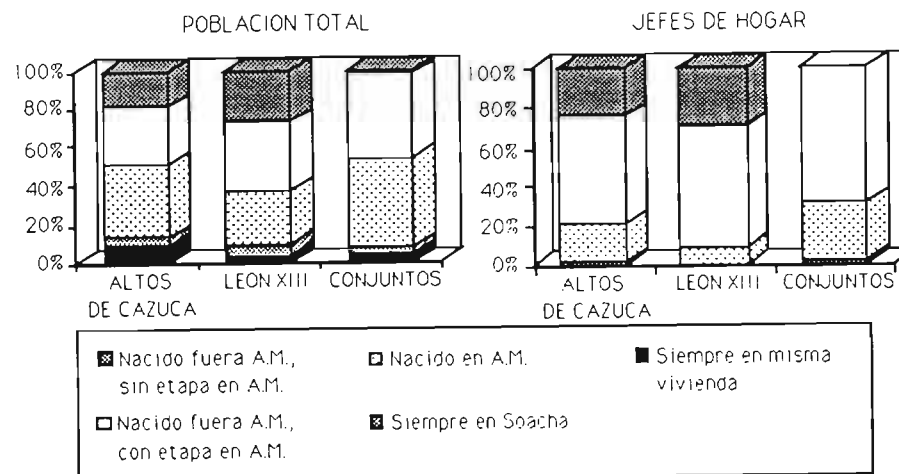 POBLACION TOTAL
100%
80%
60%
40%
20%
0%
ALTOS
DE CAZUCA
LEON XIII
CONJUNTOS
JEFES DE HOGAR
100%
80%
60%
40%
20%
0%
ALTOS
DE CAZUCA
LEON XIII
CONJUNTOS
Nacido fuera A.M.,
sin etapa en A.M.
Nacido fuera A.M.,
con etapa en A.M.
Nacido en A.M.
Siempre en Soacha
Siempre en misma
vivienda